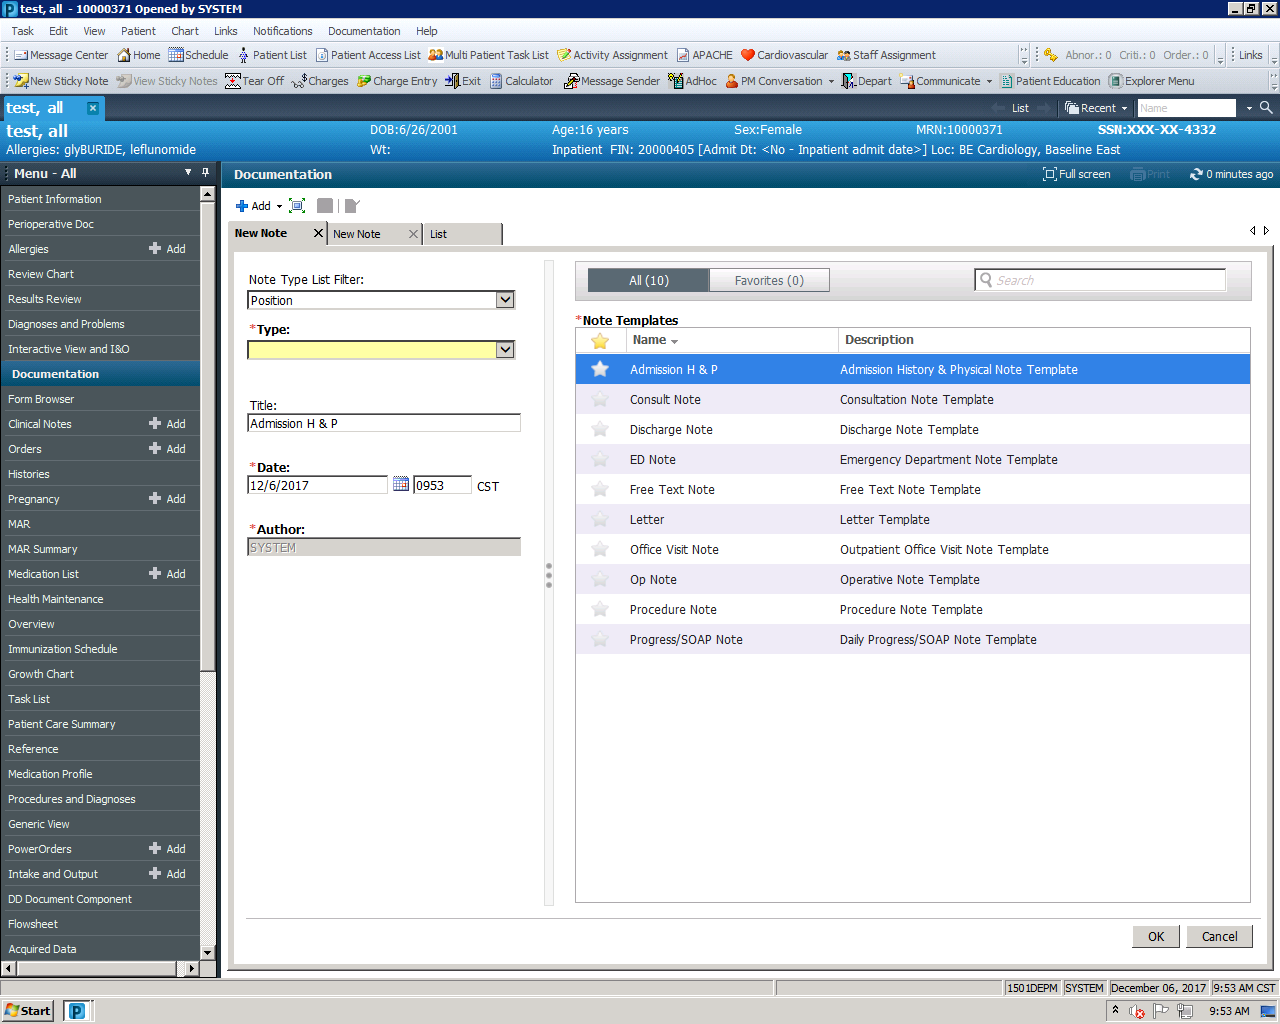 test, all - 10000371 Opened by SYSTEM
Task Edit View Patient Chart Links Notifications Documentation Help
Message Center Home Schedule Patient List Patient Access List Multi Patient Task List Activity Assignment APACHE Cardiovascular Staff Assignment Abnor.: 0 Criti.: 0 Order.: 0 Links
New Sticky Note View Sticky Notes Tear Off Charges Charge Entry Exit Calculator Message Sender AdHoc PM Conversation Depart Communicate Patient Education Explorer Menu
test, all List Recent Name
test, all DOB:6/26/2001 Age:16 years Sex:Female MRN:10000371 SSN:XXX-XX-4332
Allergies: glyBURIDE, leflunomide Wt: Inpatient FIN: 20000405 [Admit Dt: <No - Inpatient admit date>] Loc: BE Cardiology, Baseline East
Menu - All
Patient Information
Perioperative Doc
Allergies Add
Review Chart
Results Review
Diagnoses and Problems
Interactive View and I&O
Documentation
Form Browser
Clinical Notes Add
Orders Add
Histories
Pregnancy Add
MAR
MAR Summary
Medication List Add
Health Maintenance
Overview
Immunization Schedule
Growth Chart
Task List
Patient Care Summary
Reference
Medication Profile
Procedures and Diagnoses
Generic View
PowerOrders Add
Intake and Output Add
DD Document Component
Flowsheet
Acquired Data
Documentation Full screen Print 0 minutes ago
Add
New Note New Note List
Note Type List Filter:
Position
*Type:
Title:
Admission H & P
*Date:
12/6/2017 0953 CST
*Author:
SYSTEM
All (10) Favorites (0) Search
*Note Templates
Name Description
Admission H & P Admission History & Physical Note Template
Consult Note Consultation Note Template
Discharge Note Discharge Note Template
ED Note Emergency Department Note Template
Free Text Note Free Text Note Template
Letter Letter Template
Office Visit Note Outpatient Office Visit Note Template
Op Note Operative Note Template
Procedure Note Procedure Note Template
Progress/SOAP Note Daily Progress/SOAP Note Template
OK Cancel
1501DEPM SYSTEM December 06, 2017 9:53 AM CST
Start 9:53 AM